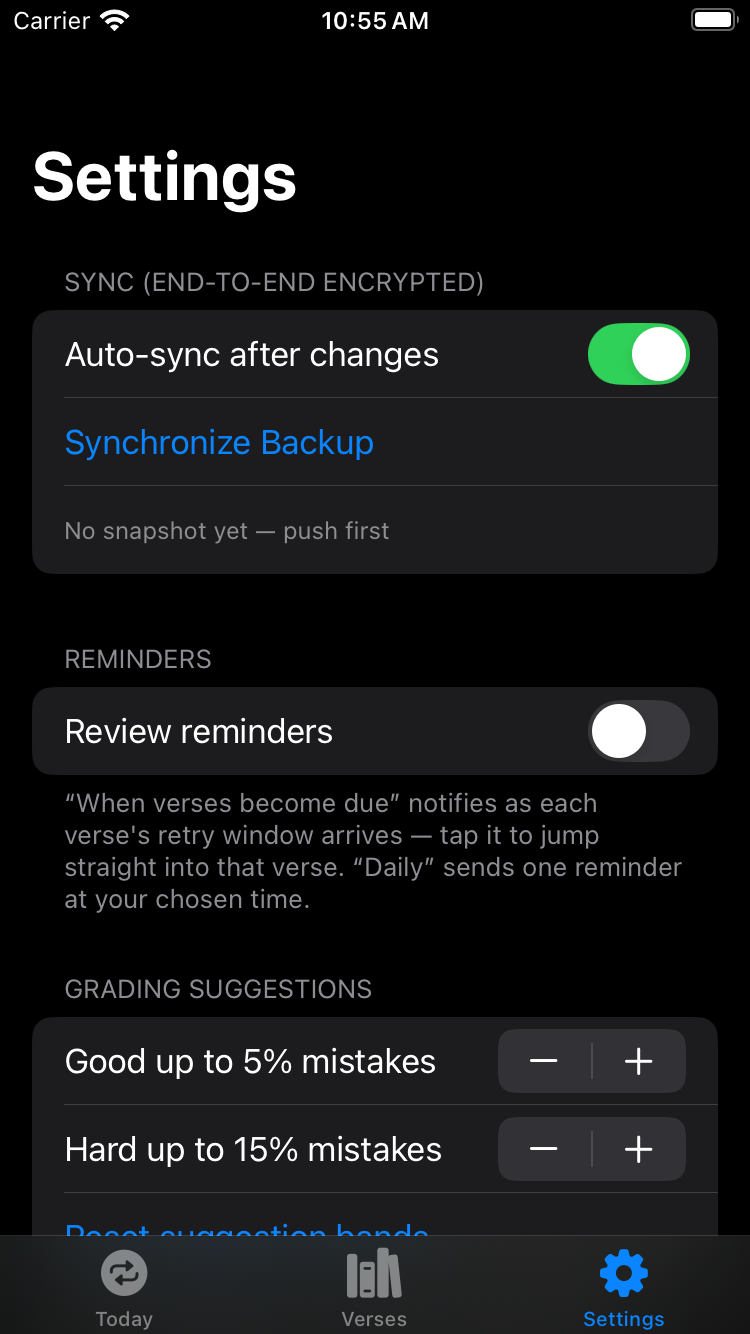 Carrier 10:55 AM
Settings
SYNC (END-TO-END ENCRYPTED)
Auto-sync after changes
Synchronize Backup
No snapshot yet — push first
REMINDERS
Review reminders
“When verses become due” notifies as each
verse's retry window arrives — tap it to jump
straight into that verse. “Daily” sends one reminder
at your chosen time.
GRADING SUGGESTIONS
Good up to 5% mistakes
Hard up to 15% mistakes
Reset suggestion bands
Today
Verses
Settings